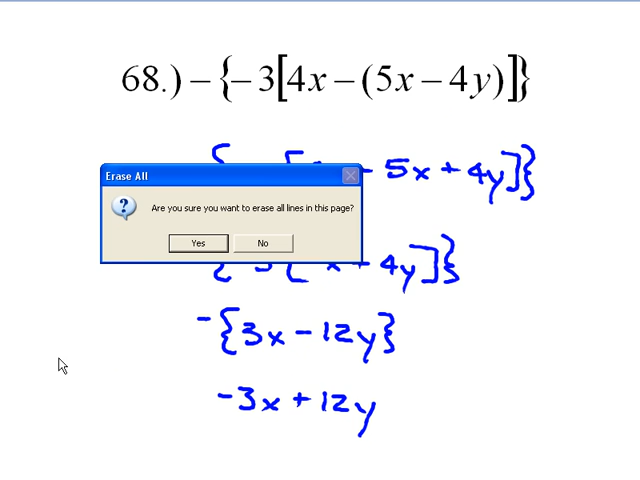 68.) – {– 3[4x – (5x – 4y)]}
{ [ – 5x + 4y]}
Erase All
Are you sure you want to erase all lines in this page?
Yes No
{ [ x + 4y]}
-{3x - 12y}
-3x + 12y